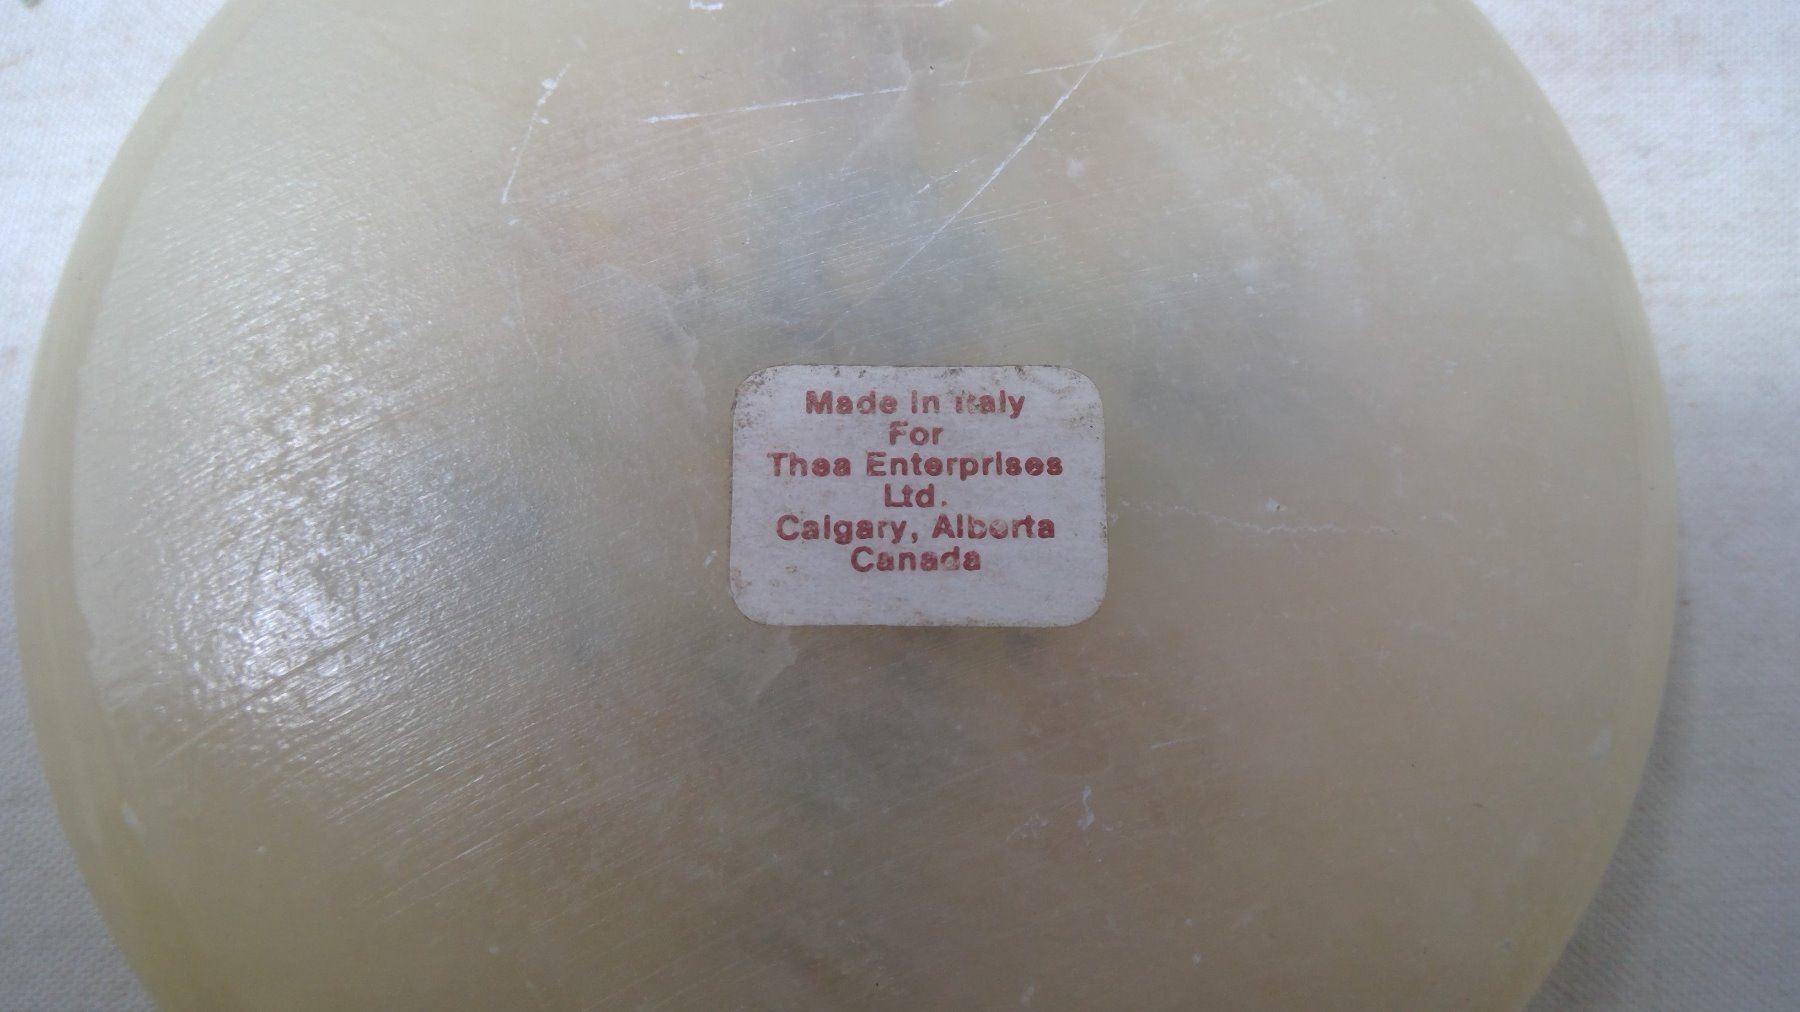 Made In Italy
For
Thea Enterprises
Ltd.
Calgary, Alberta
Canada